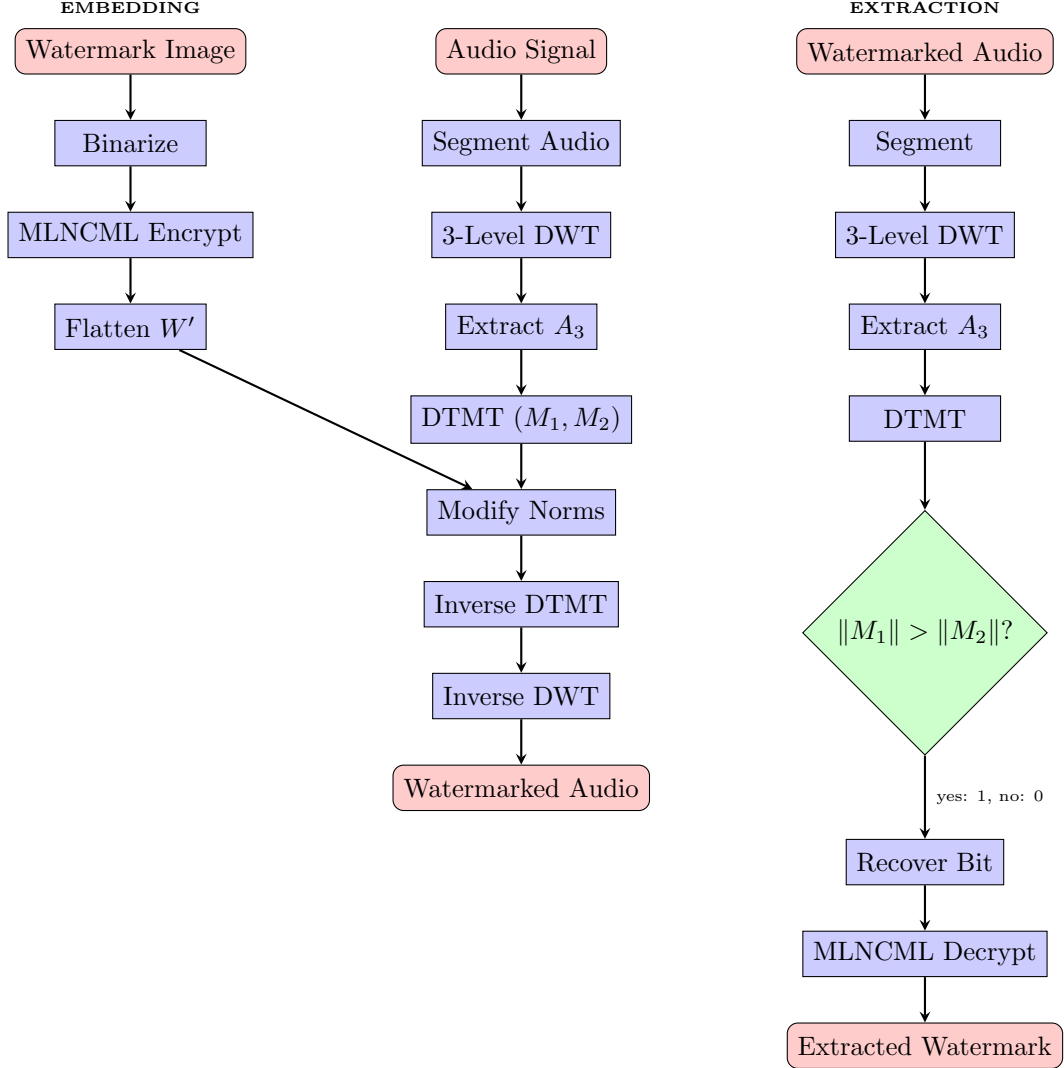 EMBEDDING
Watermark Image
Binarize
MLNCML Encrypt
Flatten W′
Audio Signal
Segment Audio
3-Level DWT
Extract A₃
DTMT (M₁, M₂)
Modify Norms
Inverse DTMT
Inverse DWT
Watermarked Audio
EXTRACTION
Watermarked Audio
Segment
3-Level DWT
Extract A₃
DTMT
‖M₁‖ > ‖M₂‖?
yes: 1, no: 0
Recover Bit
MLNCML Decrypt
Extracted Watermark